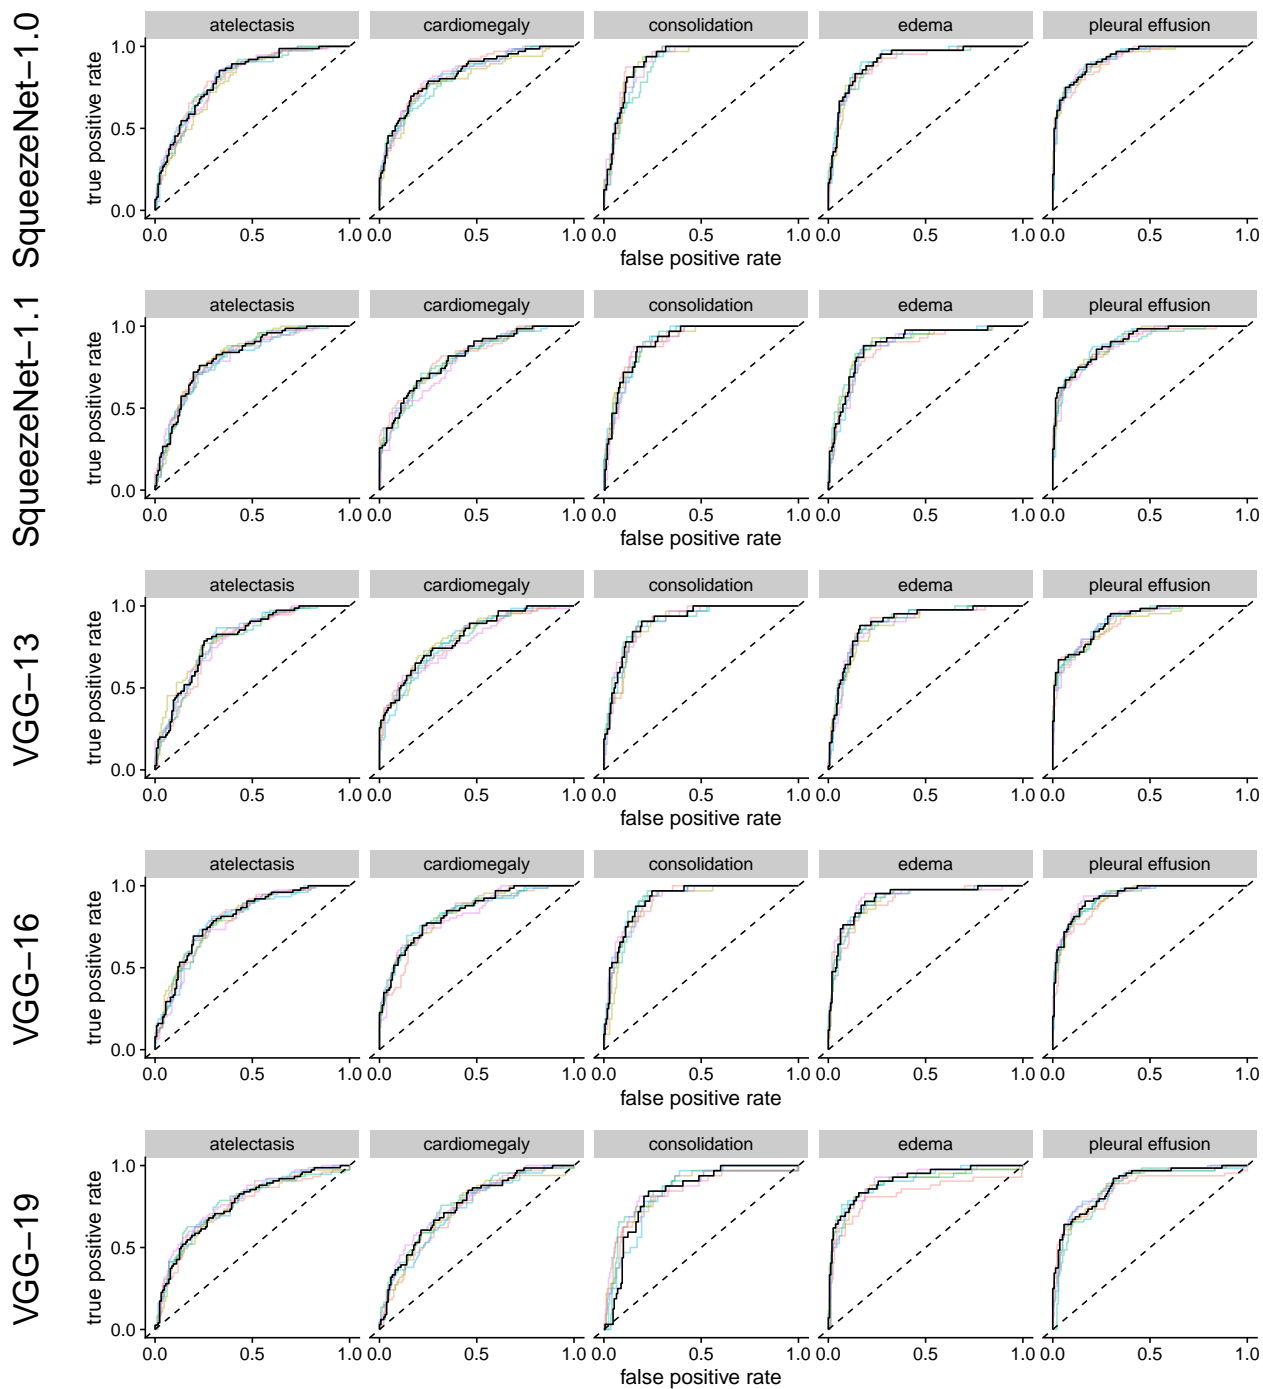 SqueezeNet−1.0
atelectasis cardiomegaly consolidation edema pleural effusion
true positive rate
1.0
0.5
0.0
0.0 0.5 1.0 0.0 0.5 1.0 0.0 0.5 1.0 0.0 0.5 1.0 0.0 0.5 1.0
false positive rate
SqueezeNet−1.1
atelectasis cardiomegaly consolidation edema pleural effusion
true positive rate
1.0
0.5
0.0
0.0 0.5 1.0 0.0 0.5 1.0 0.0 0.5 1.0 0.0 0.5 1.0 0.0 0.5 1.0
false positive rate
VGG−13
atelectasis cardiomegaly consolidation edema pleural effusion
true positive rate
1.0
0.5
0.0
0.0 0.5 1.0 0.0 0.5 1.0 0.0 0.5 1.0 0.0 0.5 1.0 0.0 0.5 1.0
false positive rate
VGG−16
atelectasis cardiomegaly consolidation edema pleural effusion
true positive rate
1.0
0.5
0.0
0.0 0.5 1.0 0.0 0.5 1.0 0.0 0.5 1.0 0.0 0.5 1.0 0.0 0.5 1.0
false positive rate
VGG−19
atelectasis cardiomegaly consolidation edema pleural effusion
true positive rate
1.0
0.5
0.0
0.0 0.5 1.0 0.0 0.5 1.0 0.0 0.5 1.0 0.0 0.5 1.0 0.0 0.5 1.0
false positive rate